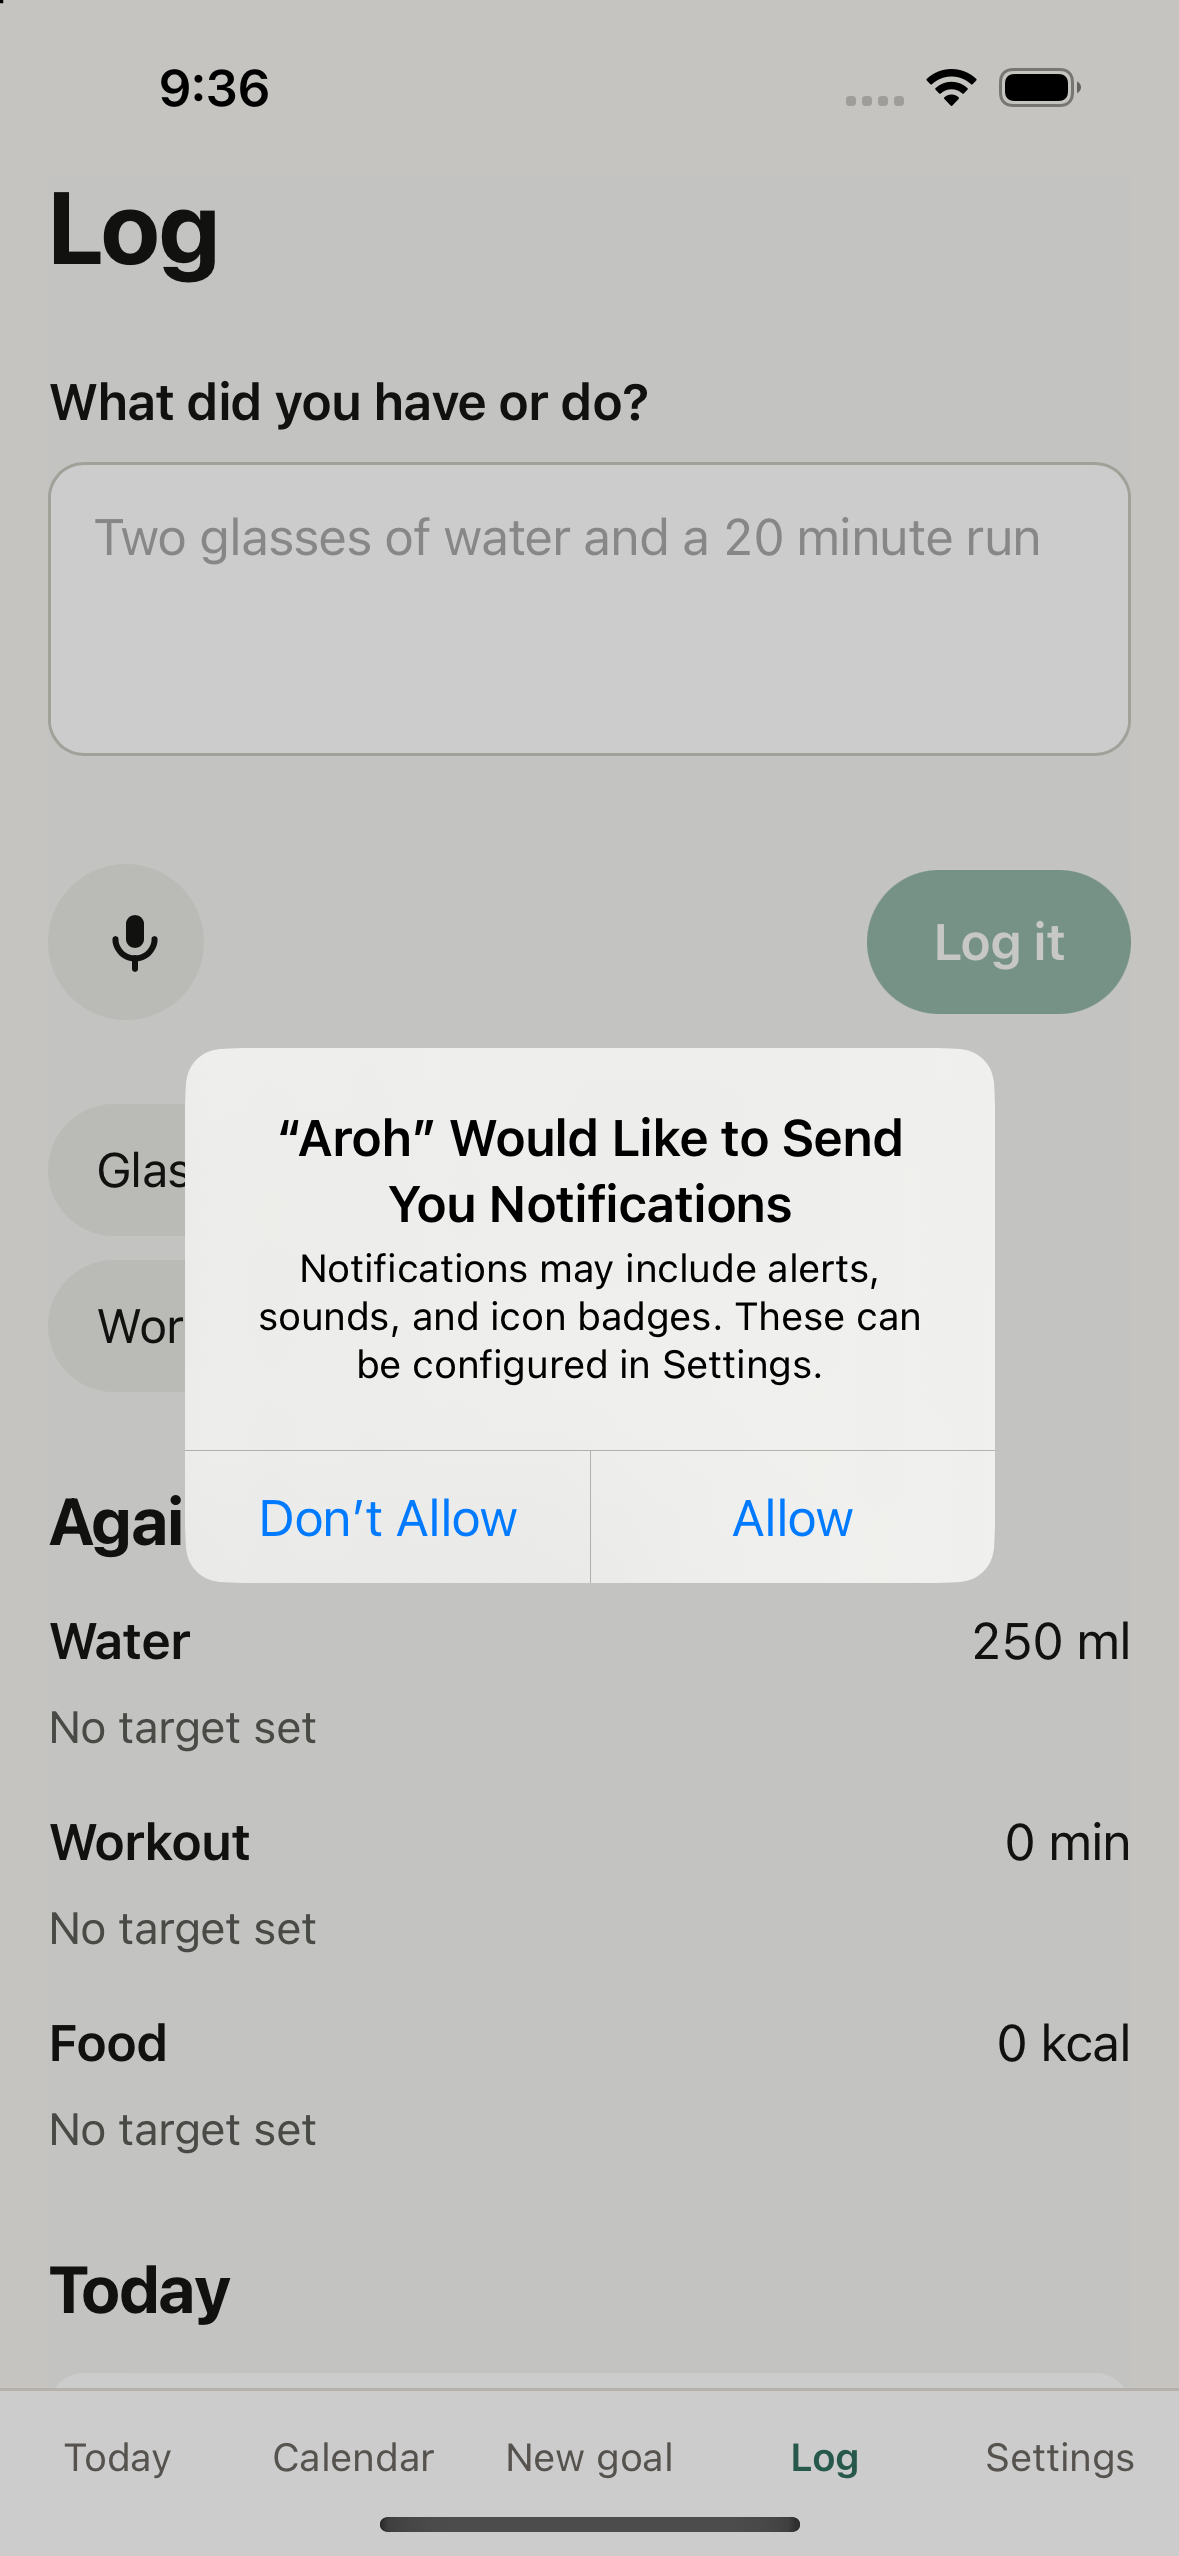 9:36
Log
What did you have or do?
Two glasses of water and a 20 minute run
Log it
“Aroh” Would Like to Send
You Notifications
Notifications may include alerts,
sounds, and icon badges. These can
be configured in Settings.
Don’t Allow
Allow
Water
250 ml
No target set
Workout
0 min
No target set
Food
0 kcal
No target set
Today
Today
Calendar
New goal
Log
Settings